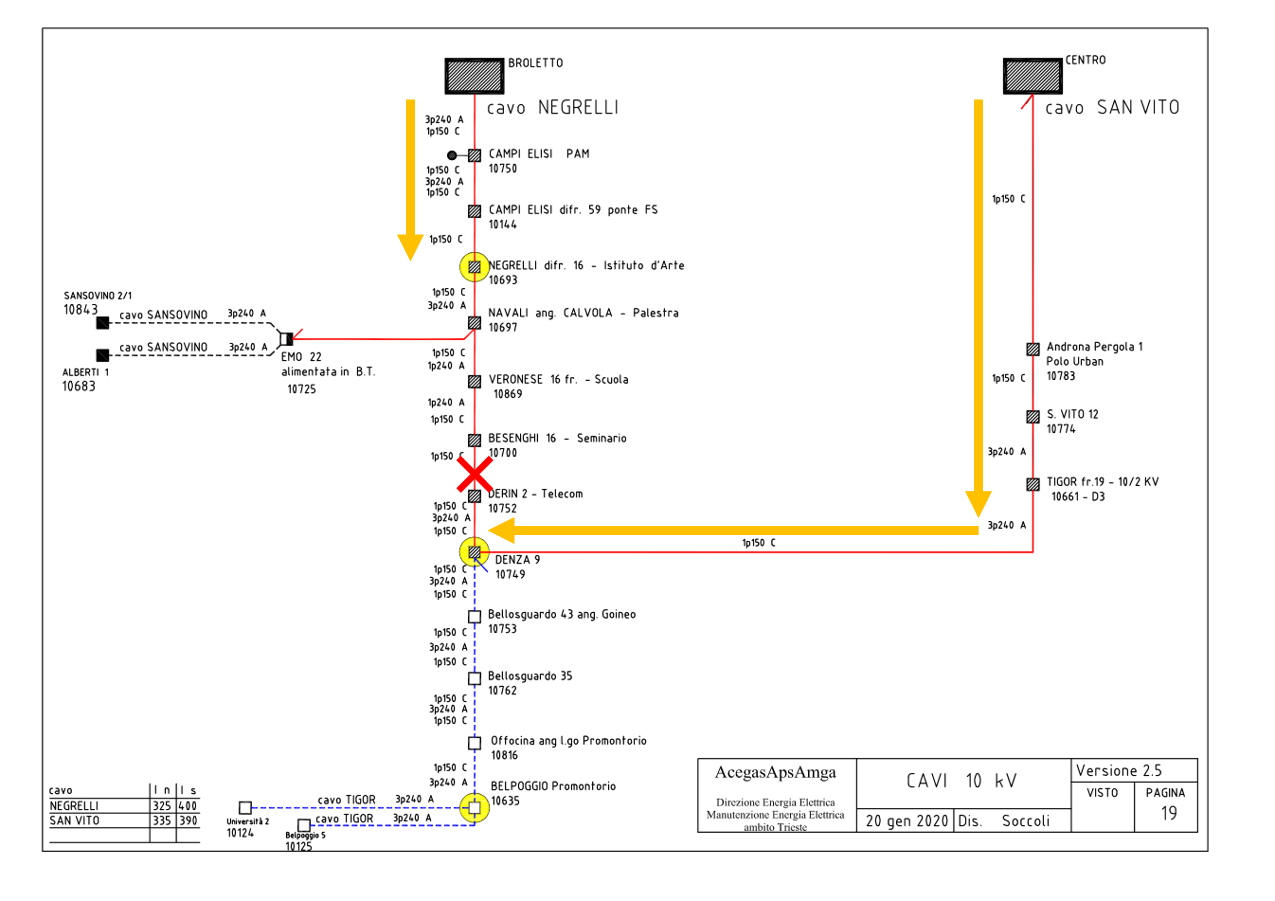 BROLETTO
cavo NEGRELLI
3p240 A
1p150 C
CAMPI ELISI PAM
10750
1p150 C
3p240 A
1p150 C
CAMPI ELISI difr. 59 ponte FS
10144
1p150 C
NEGRELLI difr. 16 - Istituto d'Arte
10693
1p150 C
3p240 A
NAVALI ang. CALVOLA - Palestra
10697
SANSOVINO 2/1
10843
cavo SANSOVINO 3p240 A
cavo SANSOVINO 3p240 A
ALBERTI 1
10683
EMO 22
alimentata in B.T.
10725
1p150 C
1p240 A
VERONESE 16 fr. - Scuola
10869
1p240 A
1p150 C
BESENGHI 16 - Seminario
10700
1p150 C
DERIN 2 - Telecom
10752
1p150 C
3p240 A
1p150 C
DENZA 9
10749
1p150 C
3p240 A
1p150 C
Bellosguardo 43 ang. Goineo
10753
1p150 C
3p240 A
1p150 C
Bellosguardo 35
10762
1p150 C
3p240 A
1p150 C
Offocina ang l.go Promontorio
10816
1p150 C
3p240 A
BELPOGGIO Promontorio
10635
cavo TIGOR 3p240 A
Università 2
10124
cavo TIGOR 3p240 A
Belpoggio 5
10125
CENTRO
cavo SAN VITO
1p150 C
Androna Pergola 1
Polo Urban
10783
1p150 C
S. VITO 12
10774
3p240 A
TIGOR fr.19 - 10/2 KV
10661 - D3
3p240 A
1p150 C
cavo I n I s
NEGRELLI 325 400
SAN VITO 335 390
AcegasApsAmga
Direzione Energia Elettrica
Manutenzione Energia Elettrica
ambito Trieste
CAVI 10 kV
20 gen 2020 Dis. Soccoli
Versione 2.5
VISTO PAGINA
19